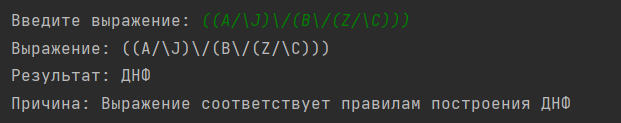 Введите выражение: ((A/\J)\/(B\/(Z/\C)))
Выражение: ((A/\J)\/(B\/(Z/\C)))
Результат: ДНФ
Причина: Выражение соответствует правилам построения ДНФ